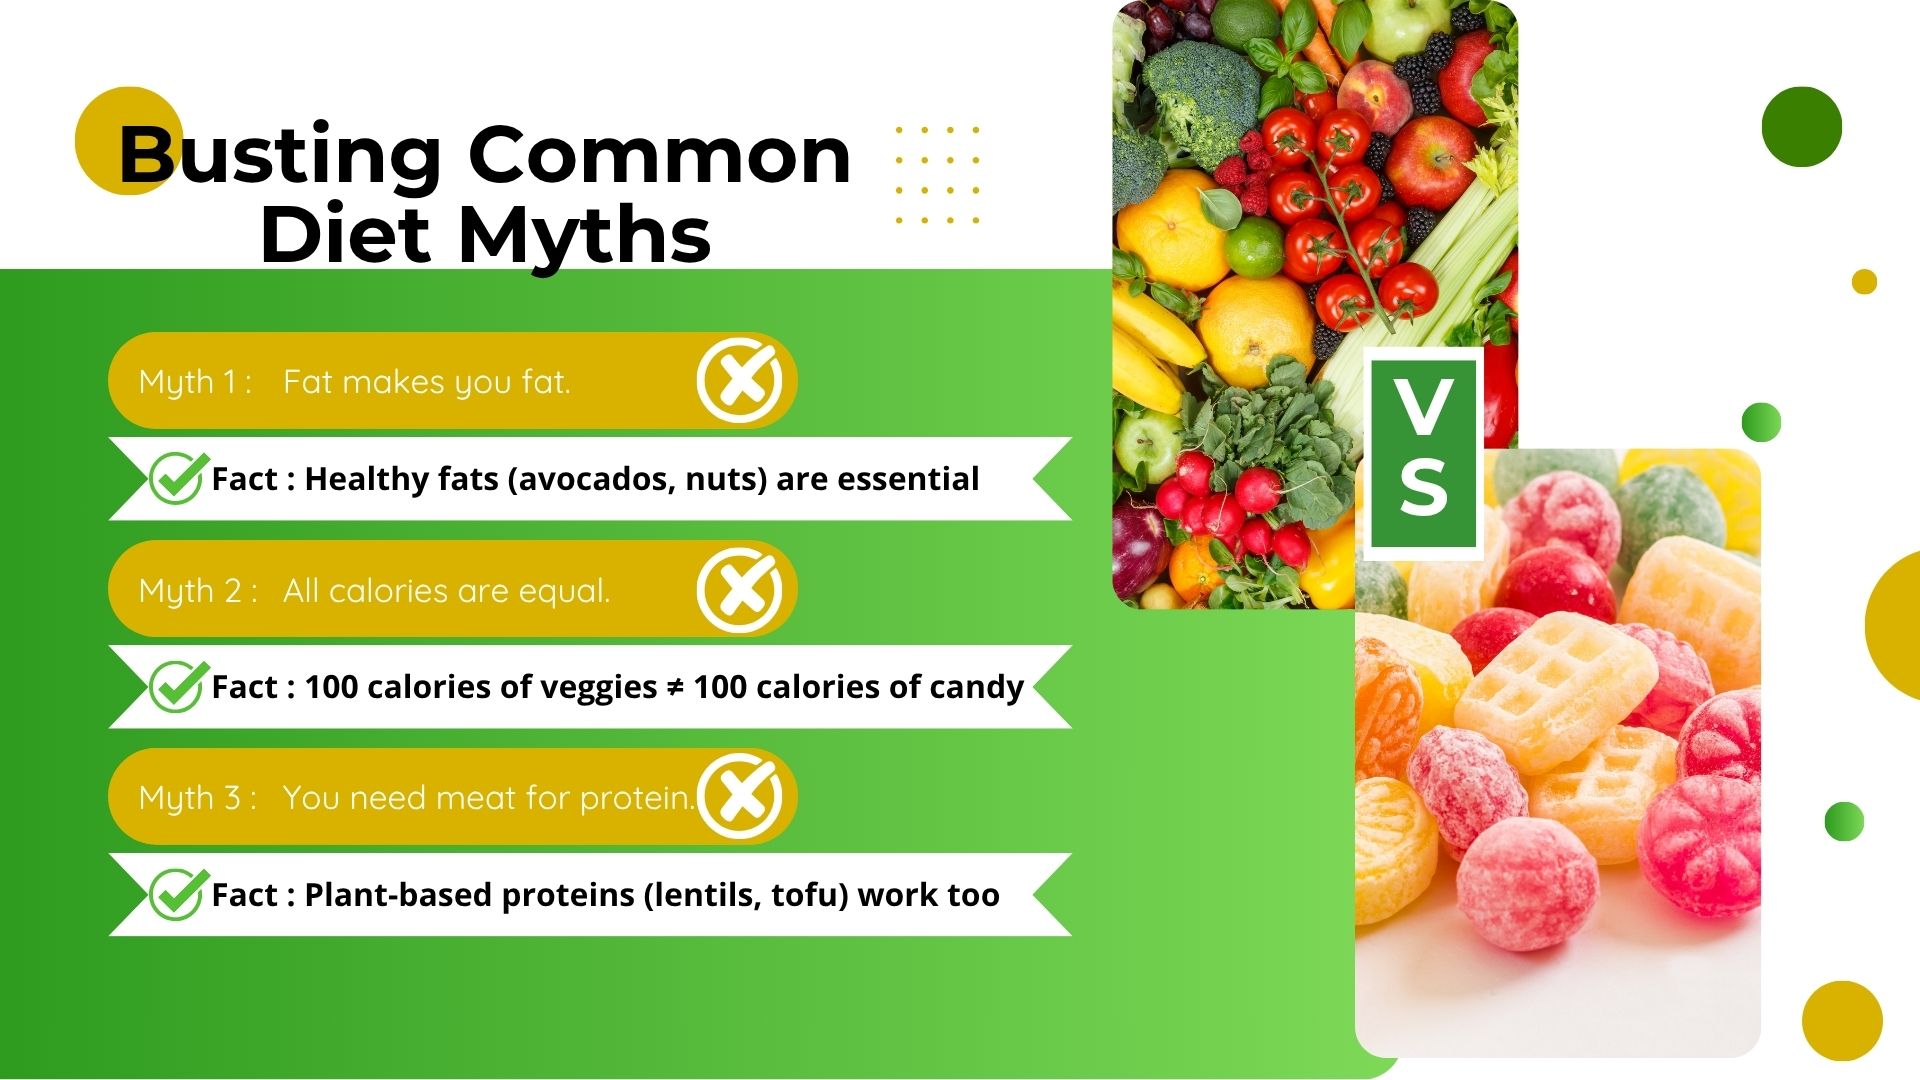 Busting Common
Diet Myths
Myth 1 : Fat makes you fat.
Fact : Healthy fats (avocados, nuts) are essential
Myth 2 : All calories are equal.
Fact : 100 calories of veggies ≠ 100 calories of candy
Myth 3 : You need meat for protein.
Fact : Plant-based proteins (lentils, tofu) work too
V
S